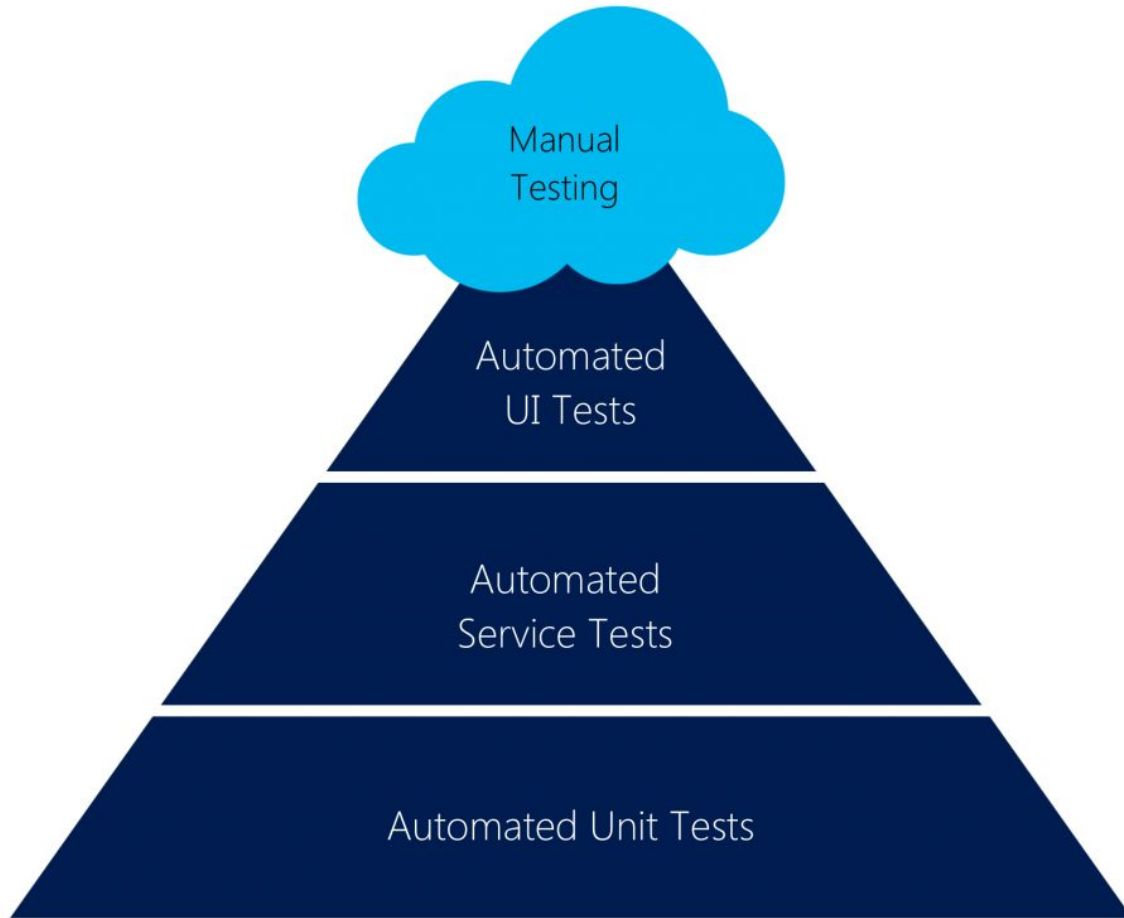 Manual
Testing
Automated
UI Tests
Automated
Service Tests
Automated Unit Tests